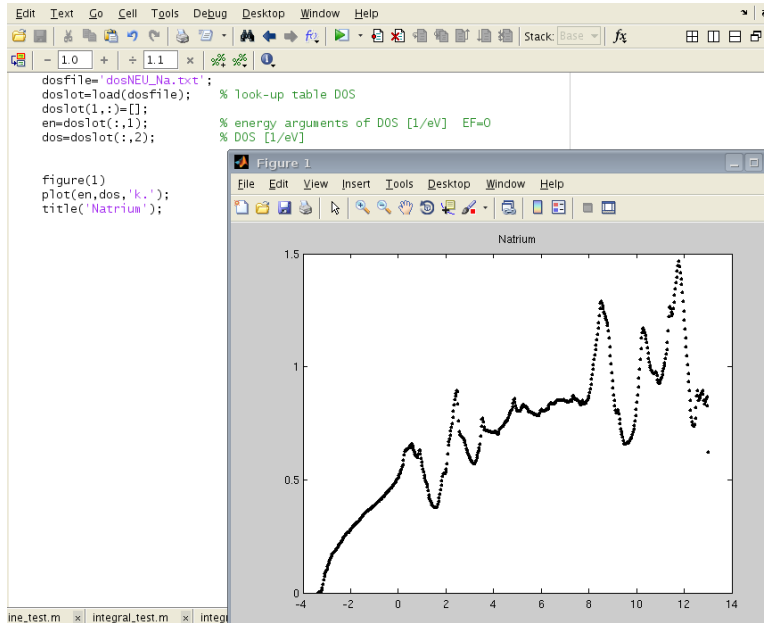 Edit Text Go Cell Tools Debug Desktop Window Help
Stack: Base fx
- 1.0 + ÷ 1.1 ×
dosfile='dosNEU_Na.txt';
doslot=load(dosfile); % look-up table DOS
doslot(1,:)=[];
en=doslot(:,1); % energy arguments of DOS [1/eV] EF=0
dos=doslot(:,2); % DOS [1/eV]
figure(1)
plot(en,dos,'k.');
title('Natrium');
Figure 1
File Edit View Insert Tools Desktop Window Help
Natrium
1.5
1
0.5
0
-4 -2 0 2 4 6 8 10 12 14
ine_test.m × integral_test.m × integ